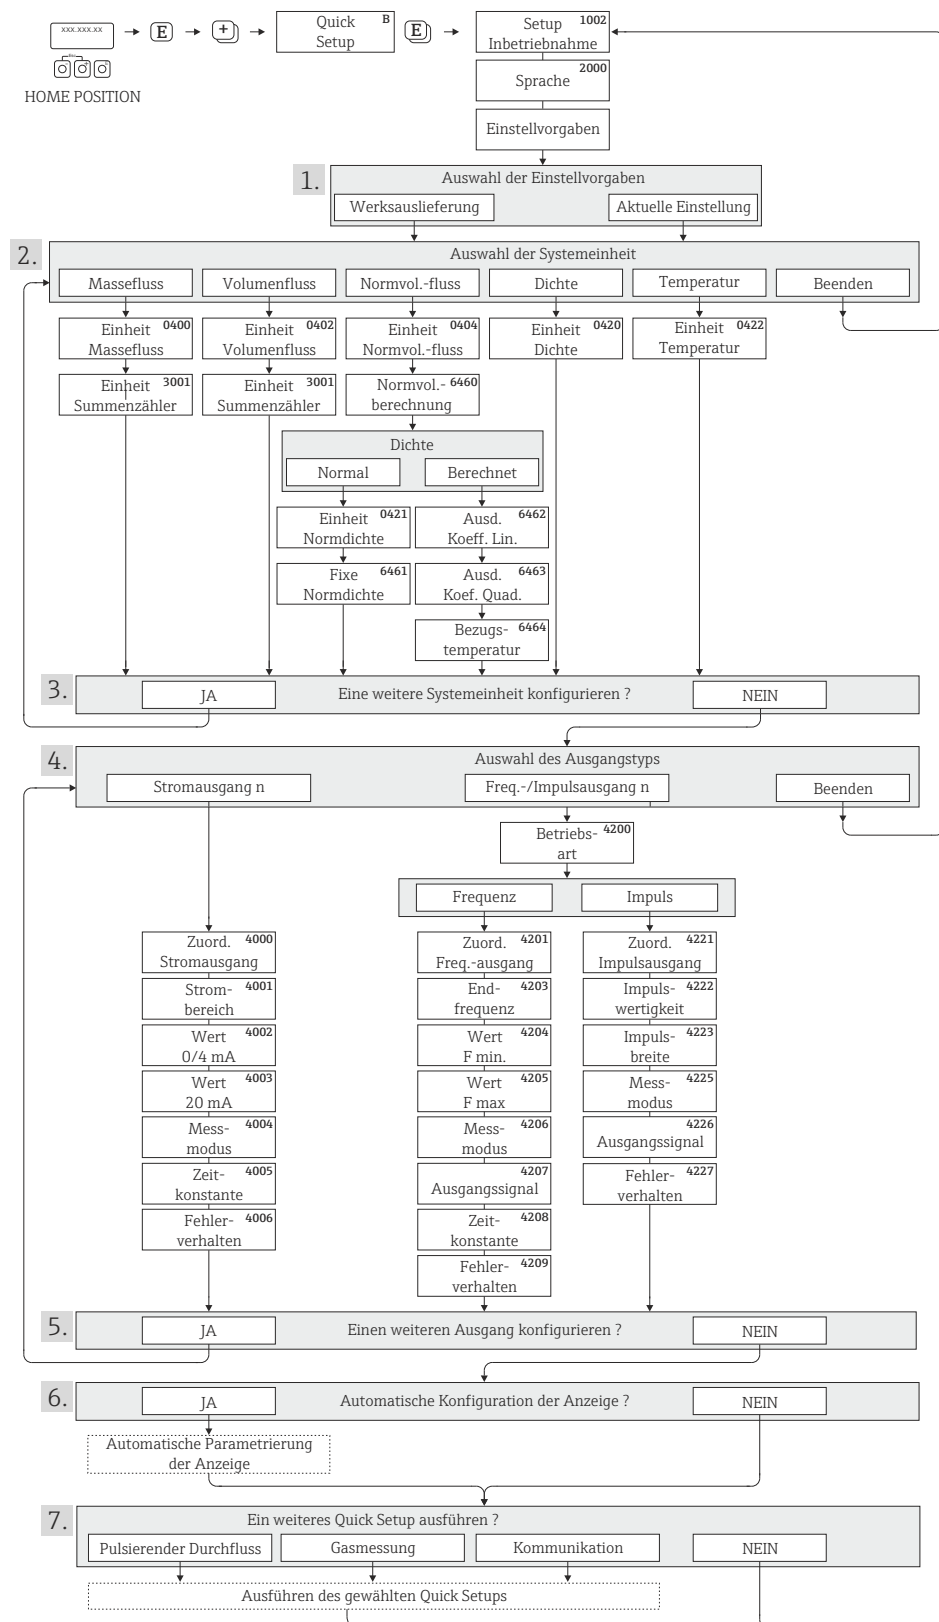 xxx.xxx.xx
Esc
E
+
Quick B
Setup
E
Setup 1002
Inbetriebnahme
HOME POSITION
Sprache 2000
Einstellvorgaben
1.
Auswahl der Einstellvorgaben
Werksauslieferung Aktuelle Einstellung
2.
Auswahl der Systemeinheit
Massefluss Volumenfluss Normvol.-fluss Dichte Temperatur Beenden
Einheit 0400 Einheit 0402 Einheit 0404 Einheit 0420 Einheit 0422
Massefluss Volumenfluss Normvol.-fluss Dichte Temperatur
Einheit 3001 Einheit 3001 Normvol.- 6460
Summenzähler Summenzähler berechnung
Dichte
Normal Berechnet
Einheit 0421 Ausd. 6462
Normdichte Koeff. Lin.
Fixe 6461 Ausd. 6463
Normdichte Koef. Quad.
Bezugs- 6464
temperatur
3.
JA Eine weitere Systemeinheit konfigurieren ? NEIN
4.
Auswahl des Ausgangstyps
Stromausgang n Freq.-/Impulsausgang n Beenden
Betriebs- 4200
art
Frequenz Impuls
Zuord. 4000 Zuord. 4201 Zuord. 4221
Stromausgang Freq.-ausgang Impulsausgang
Strom- 4001 End- 4203 Impuls- 4222
bereich frequenz wertigkeit
Wert 4002 Wert 4204 Impuls- 4223
0/4 mA F min. breite
Wert 4003 Wert 4205 Mess- 4225
20 mA F max modus
Mess- 4004 Mess- 4206 4226
modus modus Ausgangssignal
Zeit- 4005 4207 Fehler- 4227
konstante Ausgangssignal verhalten
Fehler- 4006 Zeit- 4208
verhalten konstante
Fehler- 4209
verhalten
5.
JA Einen weiteren Ausgang konfigurieren ? NEIN
6.
JA Automatische Konfiguration der Anzeige ? NEIN
Automatische Parametrierung
der Anzeige
7.
Ein weiteres Quick Setup ausführen ?
Pulsierender Durchfluss Gasmessung Kommunikation NEIN
Ausführen des gewählten Quick Setups